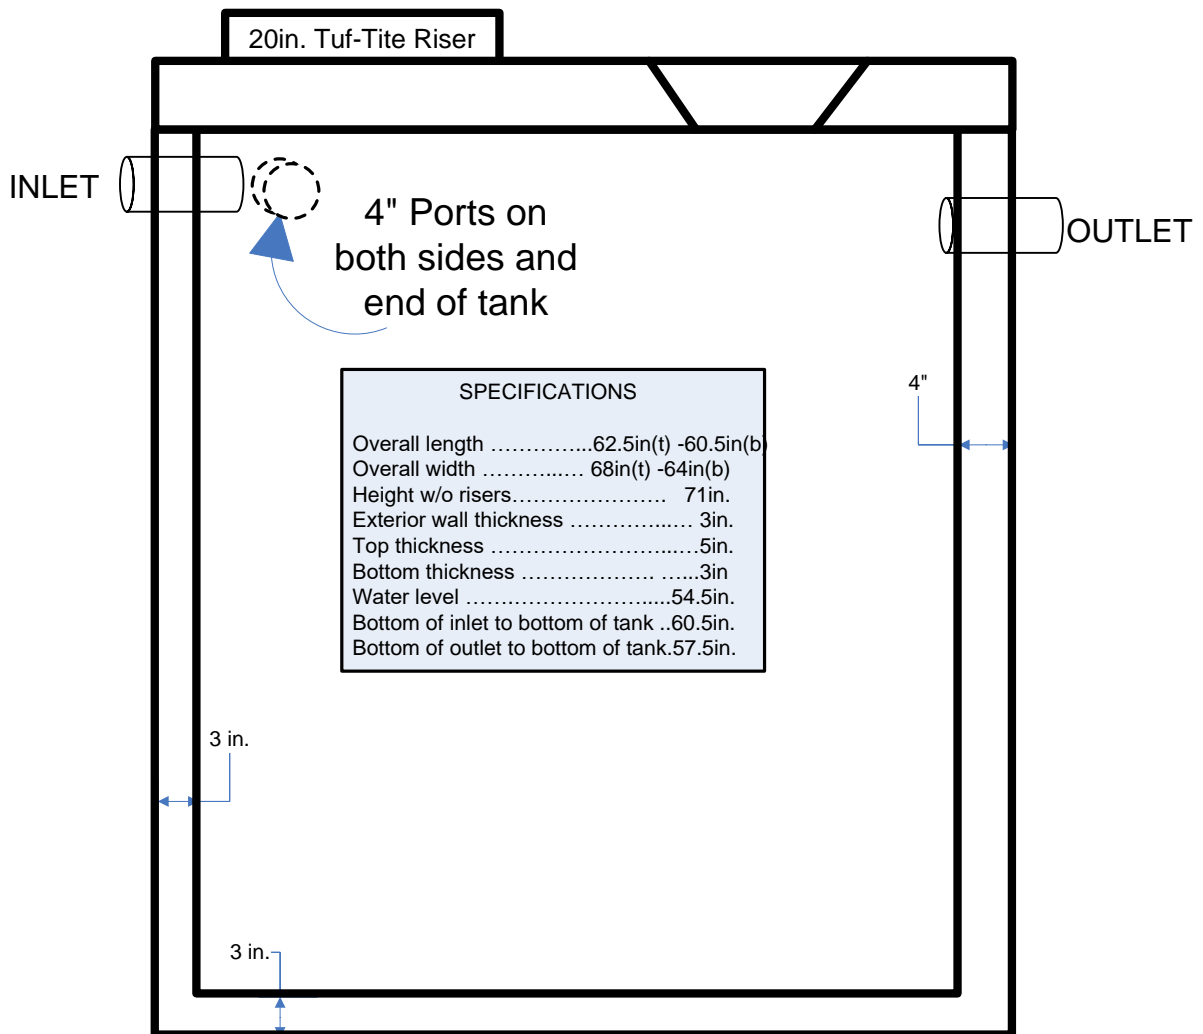 20in. Tuf-Tite Riser
INLET
4" Ports on
both sides and
end of tank
OUTLET
4"
SPECIFICATIONS
Overall length …………...62.5in(t) -60.5in(b)
Overall width ………...… 68in(t) -64in(b)
Height w/o risers…………………. 71in.
Exterior wall thickness …………...… 3in.
Top thickness ……………………...…5in.
Bottom thickness ………………. …...3in
Water level …………………….....54.5in.
Bottom of inlet to bottom of tank ..60.5in.
Bottom of outlet to bottom of tank.57.5in.
3 in.
3 in.